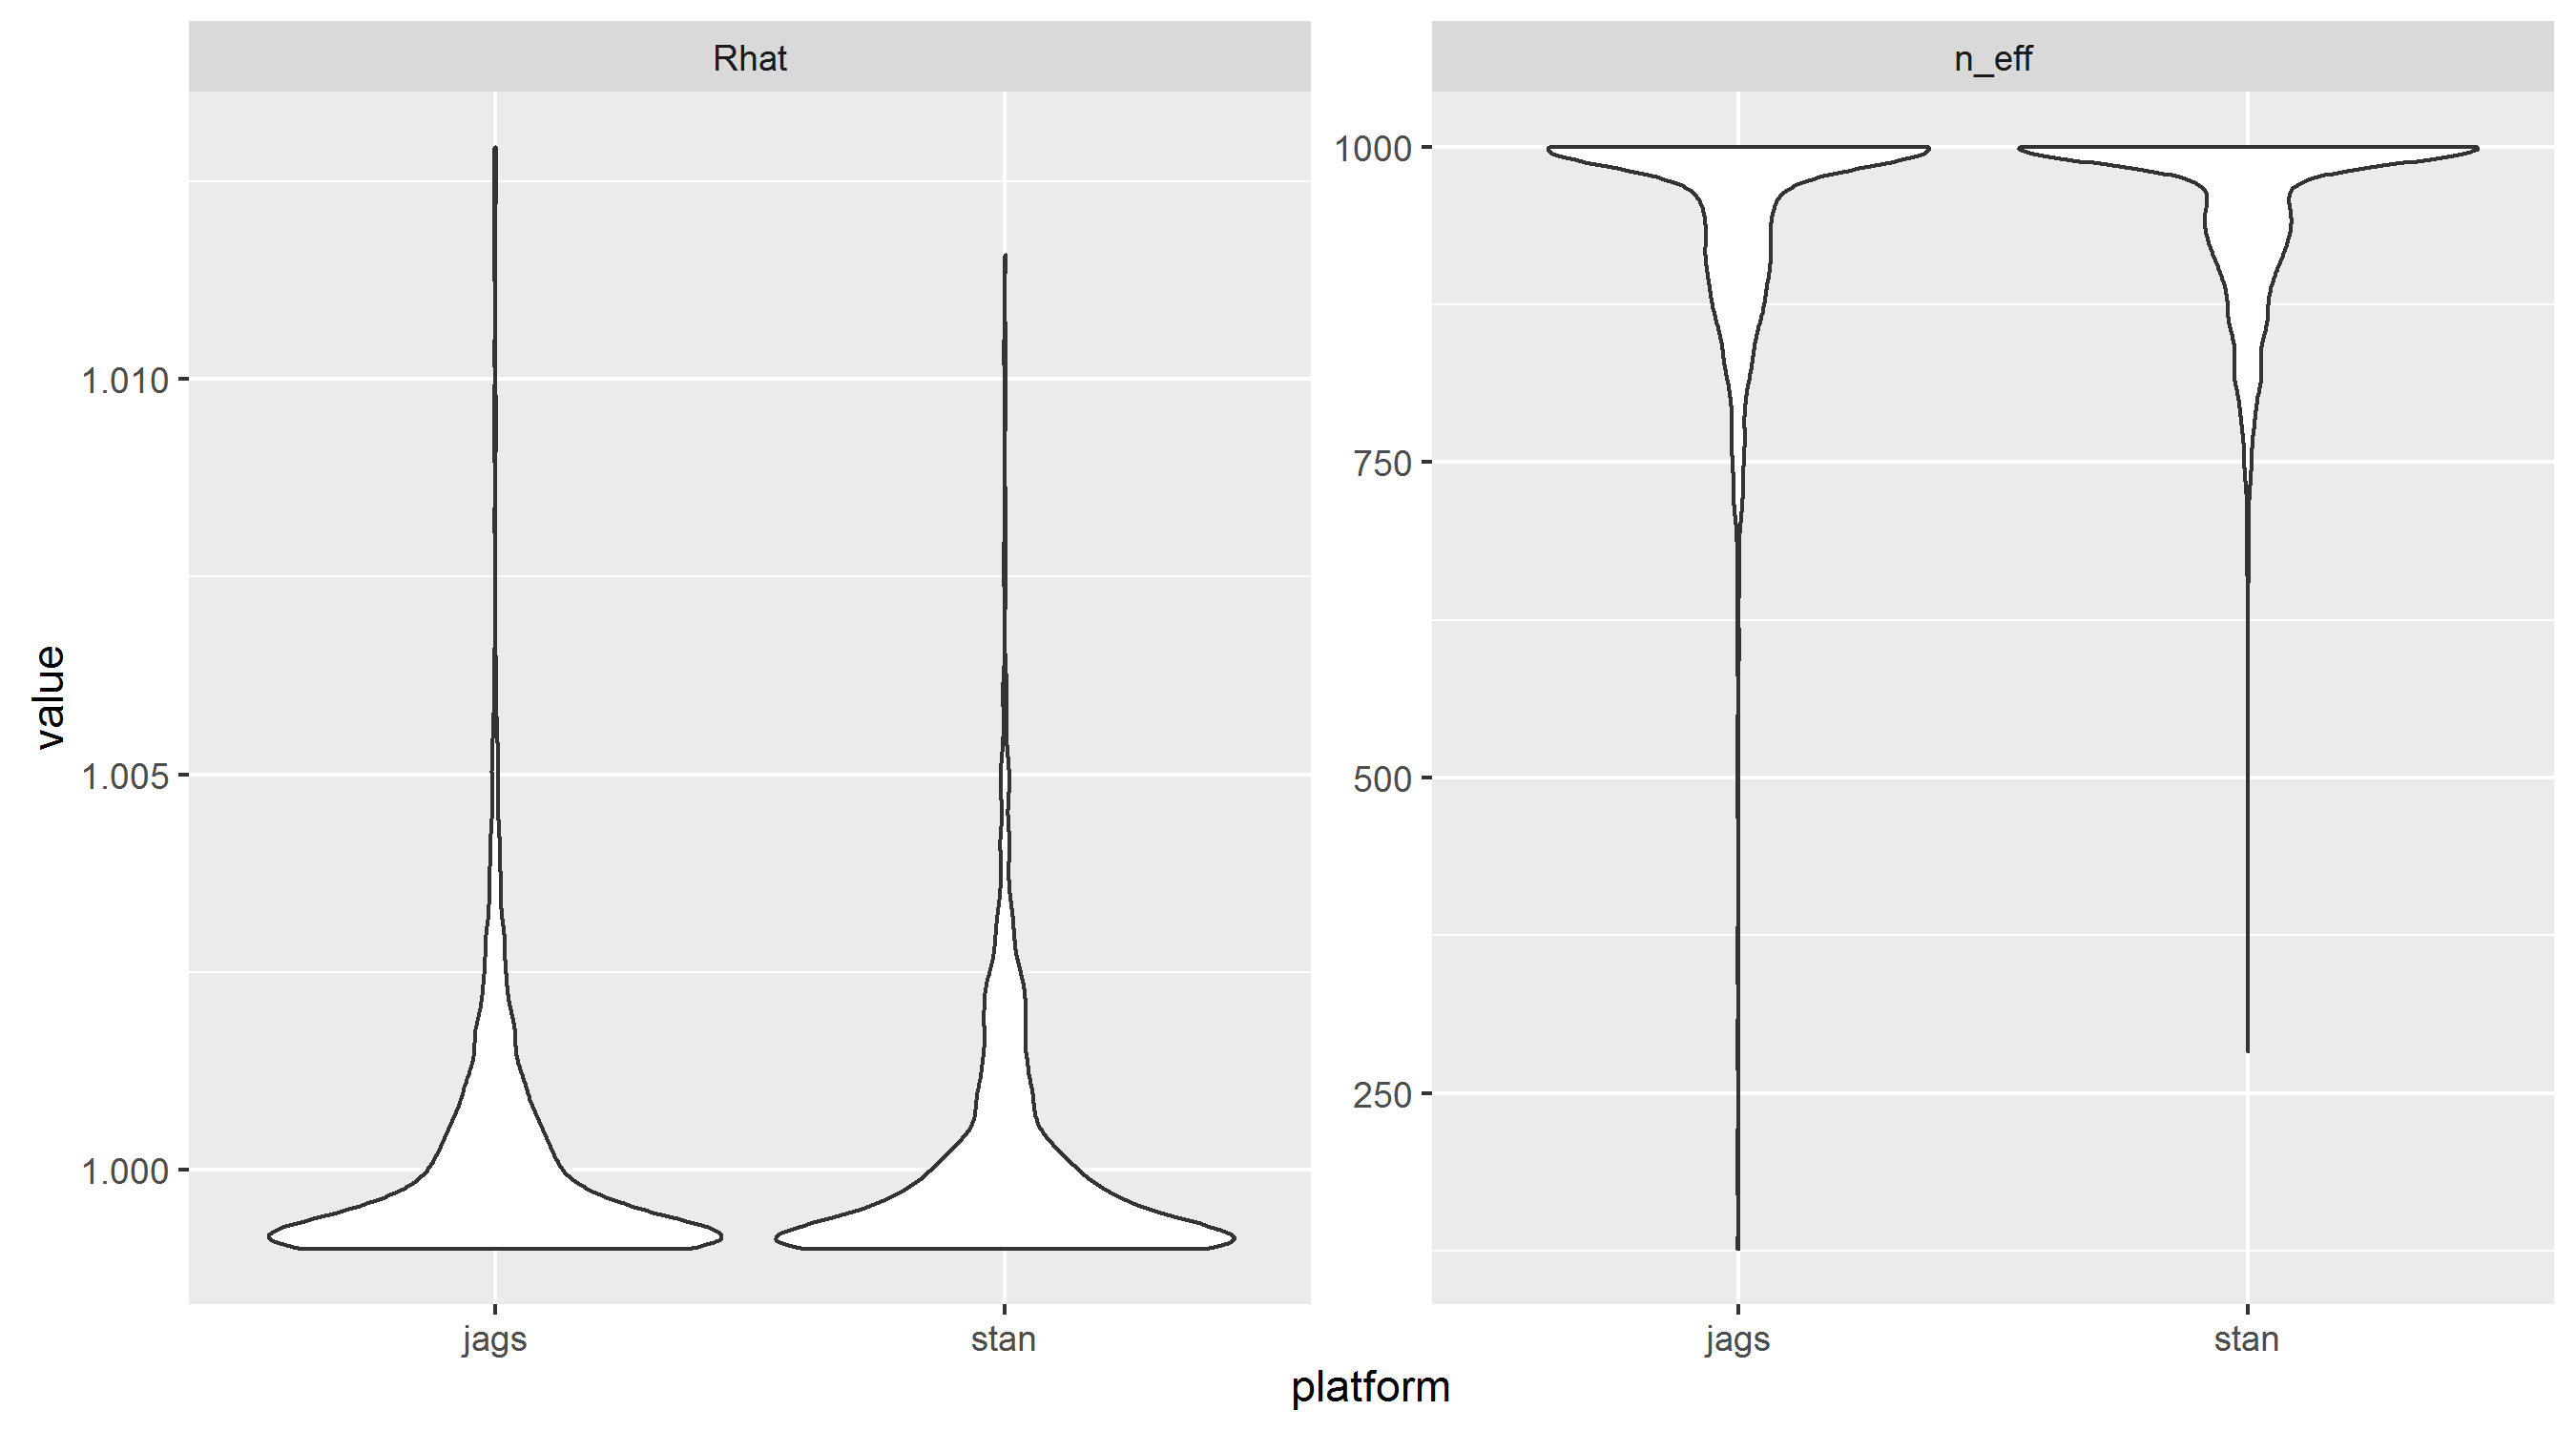 Rhat
n_eff
value
1.010
1.005
1.000
1000
750
500
250
jags
stan
jags
stan
platform